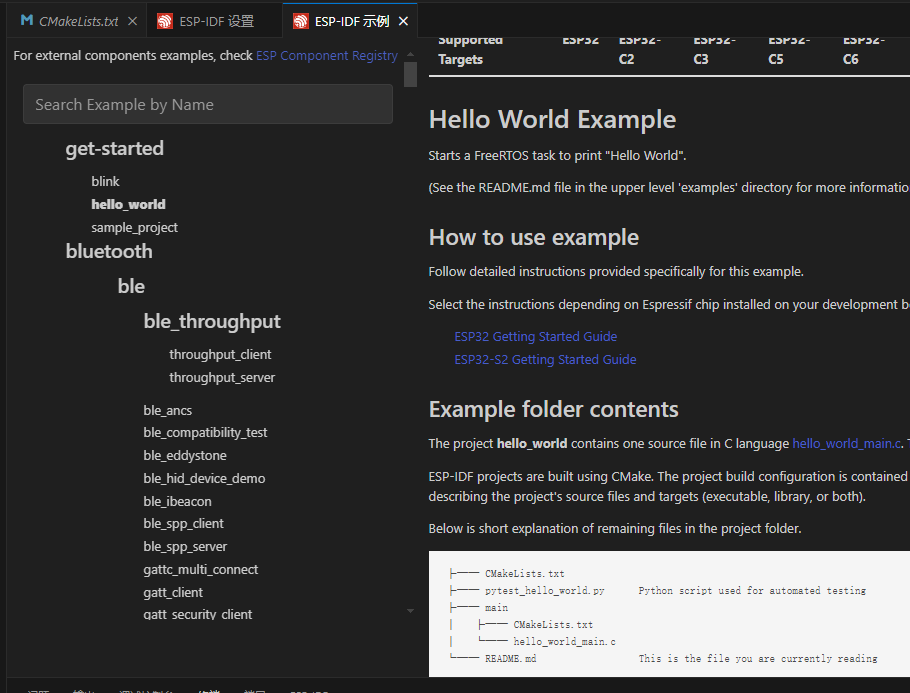 CMakeLists.txt
ESP-IDF 设置
ESP-IDF 示例
For external components examples, check ESP Component Registry
Search Example by Name
get-started
blink
hello_world
sample_project
bluetooth
ble
ble_throughput
throughput_client
throughput_server
ble_ancs
ble_compatibility_test
ble_eddystone
ble_hid_device_demo
ble_ibeacon
ble_spp_client
ble_spp_server
gattc_multi_connect
gatt_client
gatt_security_client
Supported Targets
ESP32
ESP32-C2
ESP32-C3
ESP32-C5
ESP32-C6
Hello World Example
Starts a FreeRTOS task to print "Hello World".
(See the README.md file in the upper level 'examples' directory for more informatio
How to use example
Follow detailed instructions provided specifically for this example.
Select the instructions depending on Espressif chip installed on your development b
ESP32 Getting Started Guide
ESP32-S2 Getting Started Guide
Example folder contents
The project hello_world contains one source file in C language hello_world_main.c. T
ESP-IDF projects are built using CMake. The project build configuration is contained
describing the project's source files and targets (executable, library, or both).
Below is short explanation of remaining files in the project folder.
├── CMakeLists.txt
├── pytest_hello_world.py Python script used for automated testing
├── main
│ ├── CMakeLists.txt
│ └── hello_world_main.c
└── README.md This is the file you are currently reading